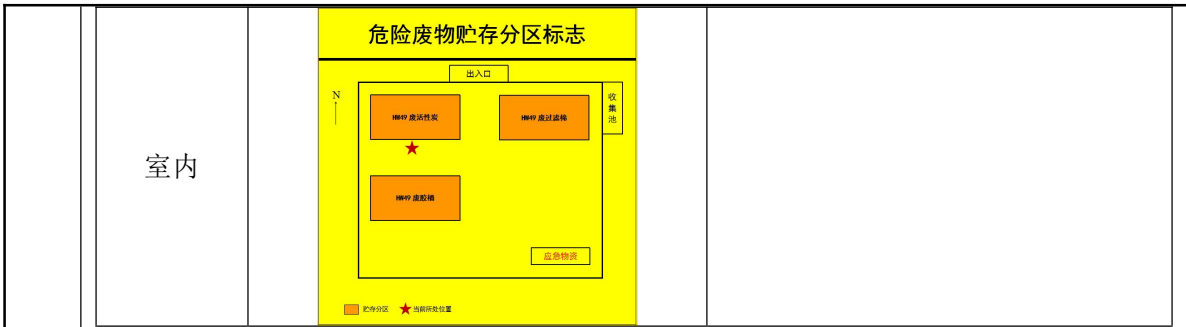 危险废物贮存分区标志
出入口
N
收集池
HW49 废活性炭
HW49 废过滤棉
室内
HW49 废胶桶
应急物资
贮存分区
当前所处位置